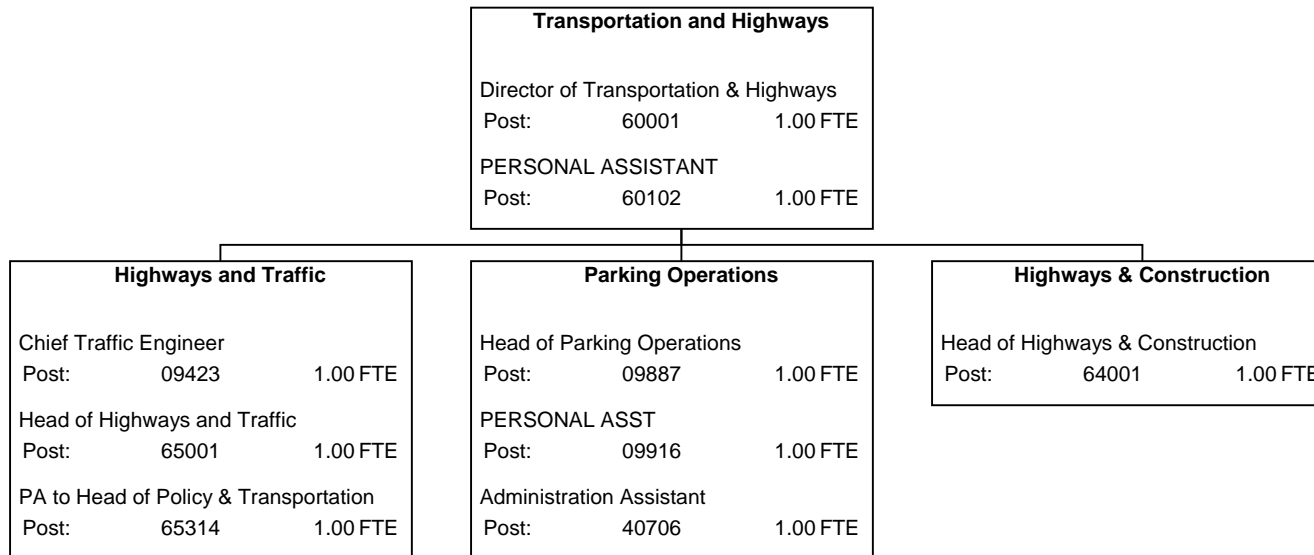 Transportation and Highways
Director of Transportation & Highways
Post: 60001 1.00 FTE
PERSONAL ASSISTANT
Post: 60102 1.00 FTE
Highways and Traffic
Chief Traffic Engineer
Post: 09423 1.00 FTE
Head of Highways and Traffic
Post: 65001 1.00 FTE
PA to Head of Policy & Transportation
Post: 65314 1.00 FTE
Parking Operations
Head of Parking Operations
Post: 09887 1.00 FTE
PERSONAL ASST
Post: 09916 1.00 FTE
Administration Assistant
Post: 40706 1.00 FTE
Highways & Construction
Head of Highways & Construction
Post: 64001 1.00 FTE